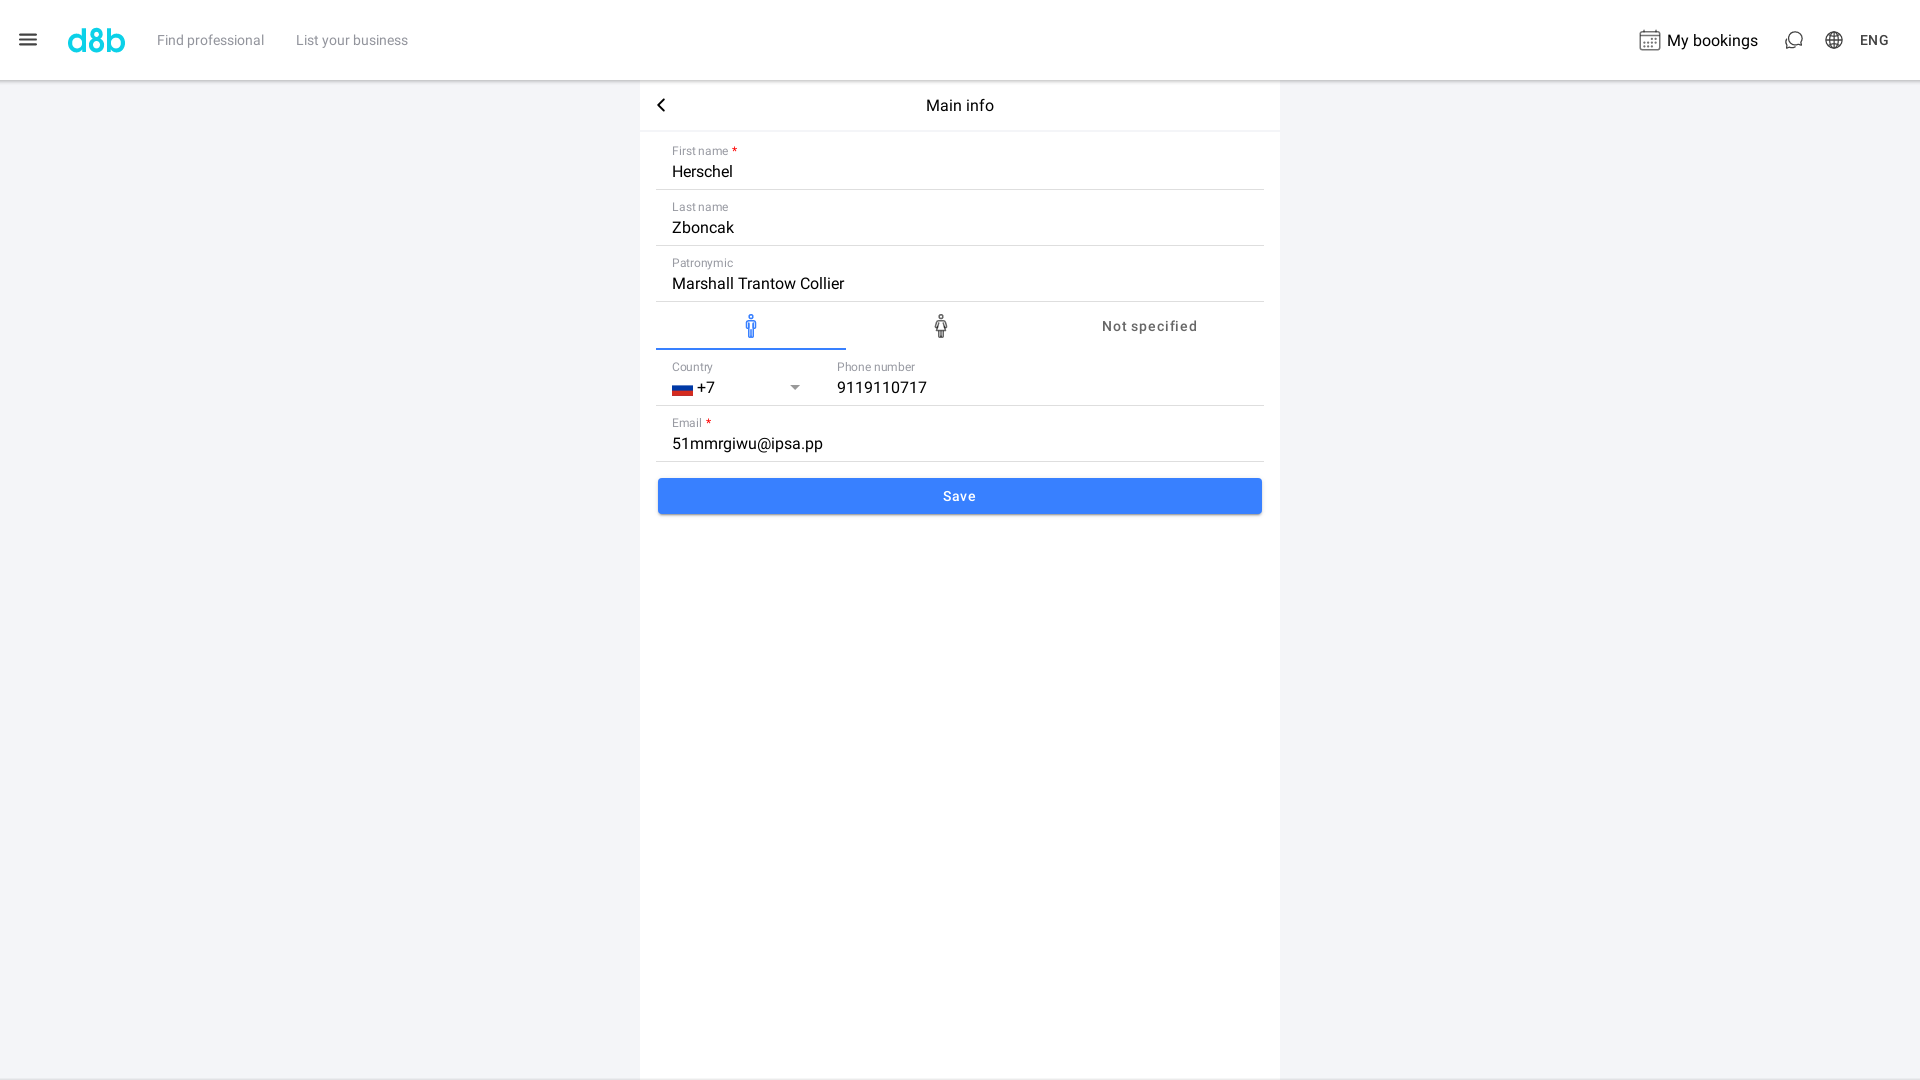 d8b
Find professional
List your business
My bookings
ENG
Main info
First name *
Herschel
Last name
Zboncak
Patronymic
Marshall Trantow Collier
Not specified
Country
+7
Phone number
9119110717
Email *
51mmrgiwu@ipsa.pp
Save